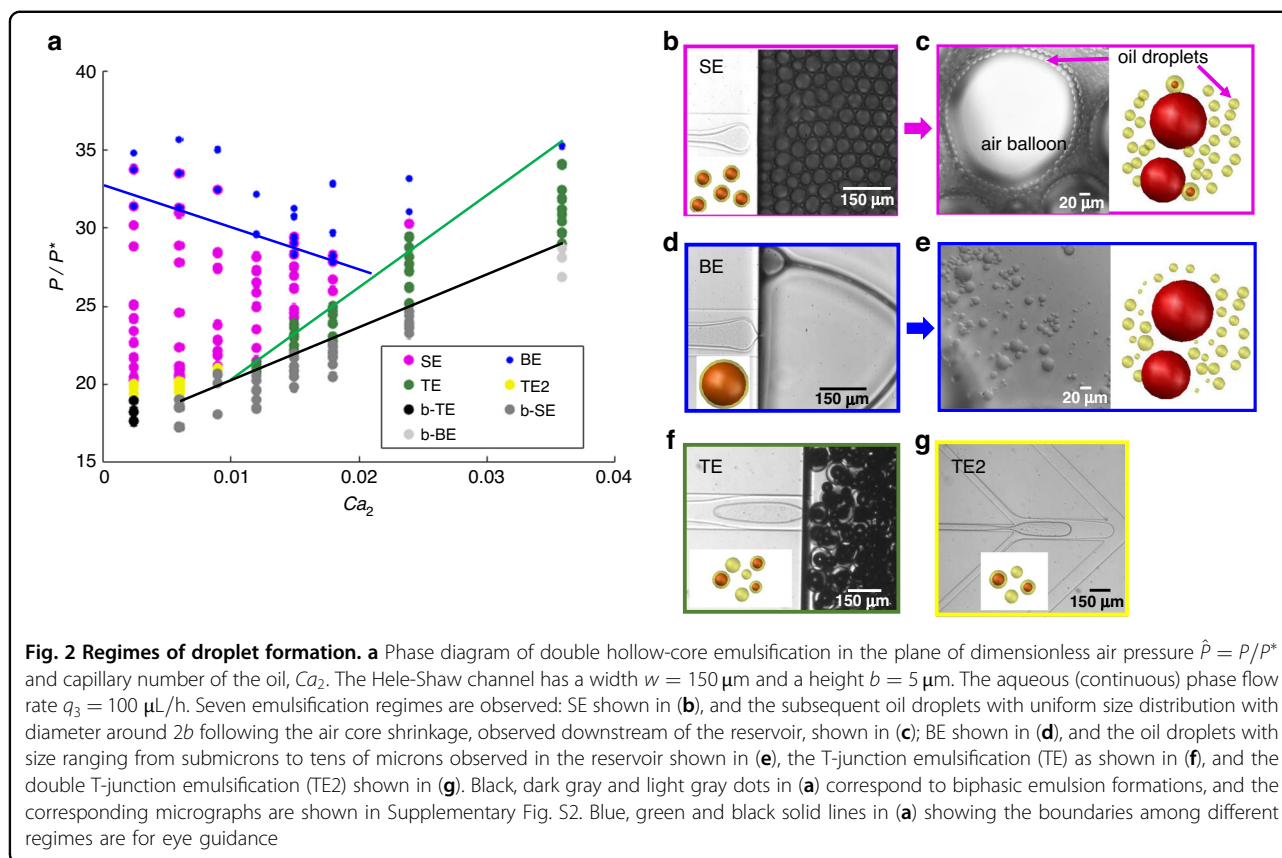 a
40
35
30
25
20
15
P / P*
0
0.01
0.02
0.03
0.04
Ca2
SE
BE
TE
TE2
b-TE
b-SE
b-BE
b
SE
150 μm
c
oil droplets
air balloon
20 μm
d
BE
150 μm
e
20 μm
f
TE
150 μm
g
TE2
150 μm
Fig. 2 Regimes of droplet formation. a Phase diagram of double hollow-core emulsification in the plane of dimensionless air pressure P̂ = P/P*
and capillary number of the oil, Ca2. The Hele-Shaw channel has a width w = 150 μm and a height b = 5 μm. The aqueous (continuous) phase flow
rate q3 = 100 μL/h. Seven emulsification regimes are observed: SE shown in (b), and the subsequent oil droplets with uniform size distribution with
diameter around 2b following the air core shrinkage, observed downstream of the reservoir, shown in (c); BE shown in (d), and the oil droplets with
size ranging from submicrons to tens of microns observed in the reservoir shown in (e), the T-junction emulsification (TE) as shown in (f), and the
double T-junction emulsification (TE2) shown in (g). Black, dark gray and light gray dots in (a) correspond to biphasic emulsion formations, and the
corresponding micrographs are shown in Supplementary Fig. S2. Blue, green and black solid lines in (a) showing the boundaries among different
regimes are for eye guidance